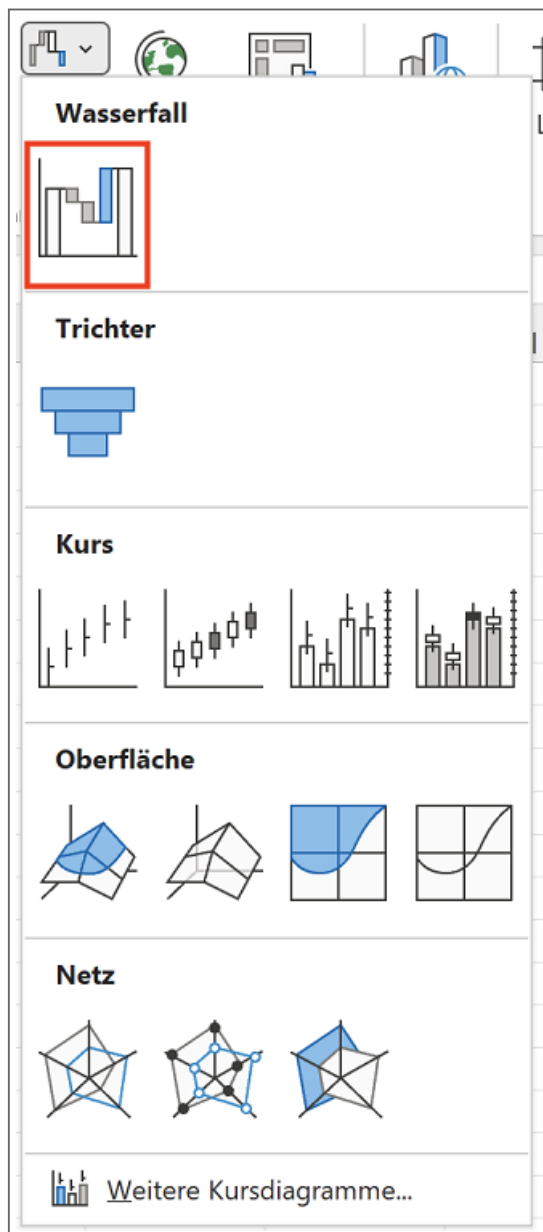 Wasserfall
Trichter
Kurs
Oberfläche
Netz
Weitere Kursdiagramme...